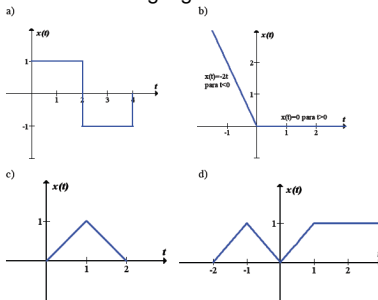 a)
x(t)
1
1 2 3 4
t
-1
b)
x(t)
2
x(t)=-2t
para t<0
1
x(t)=0 para t>0
t
-1 1 2
c)
x(t)
1
t
1 2
d)
x(t)
1
-2 -1 1 2